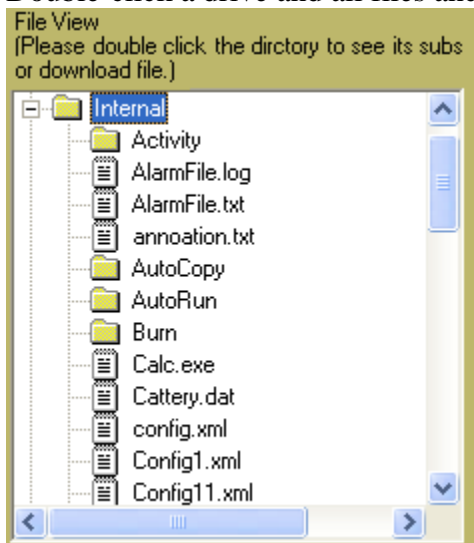 File View
(Please double click the dirctory to see its subs
or download file.)
Internal
Activity
AlarmFile.log
AlarmFile.txt
annoation.txt
AutoCopy
AutoRun
Burn
Calc.exe
Cattery.dat
config.xml
Config1.xml
Config11.xml